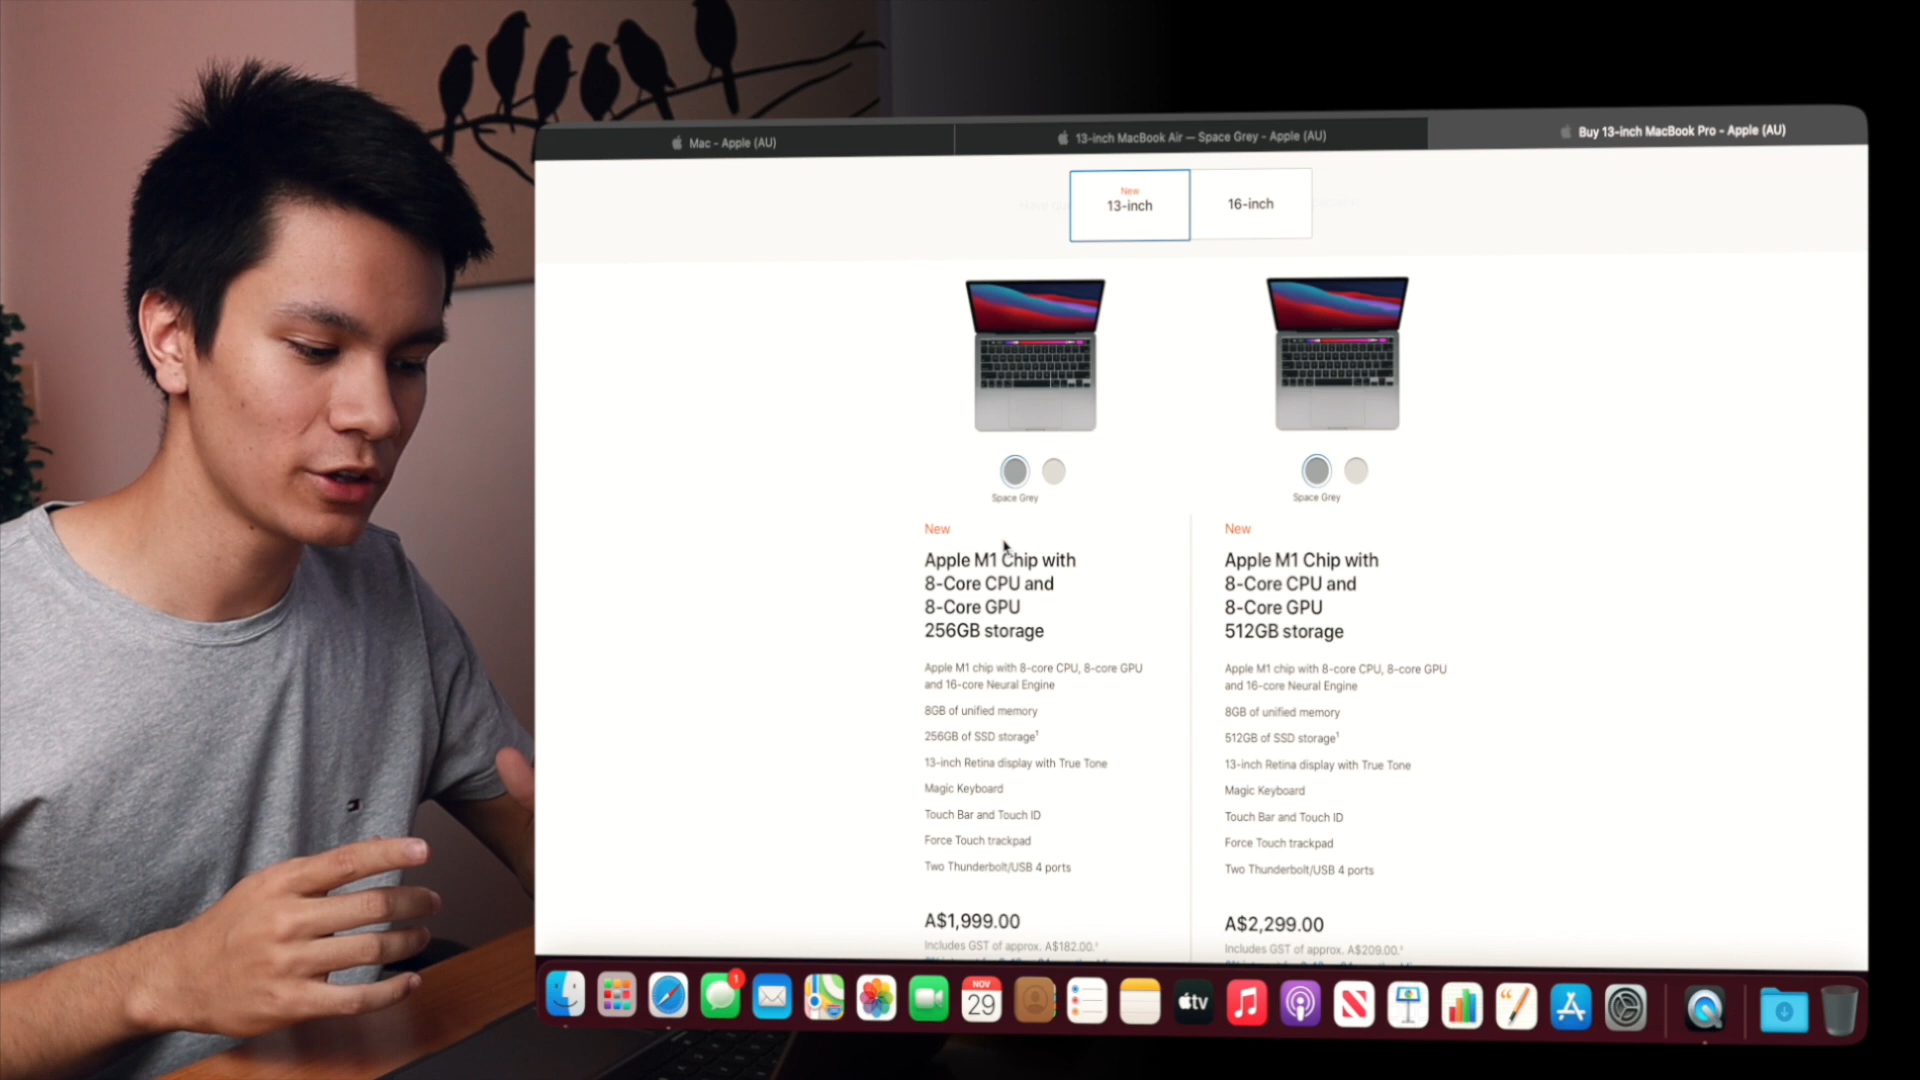 Mac - Apple (AU)
13-inch MacBook Air — Space Grey - Apple (AU)
Buy 13-inch MacBook Pro - Apple (AU)
New
13-inch
16-inch
Space Grey
Space Grey
New
Apple M1 Chip with
8-Core CPU and
8-Core GPU
256GB storage
Apple M1 chip with 8-core CPU, 8-core GPU
and 16-core Neural Engine
8GB of unified memory
256GB of SSD storage¹
13-inch Retina display with True Tone
Magic Keyboard
Touch Bar and Touch ID
Force Touch trackpad
Two Thunderbolt/USB 4 ports
A$1,999.00
Includes GST of approx. A$182.00.
New
Apple M1 Chip with
8-Core CPU and
8-Core GPU
512GB storage
Apple M1 chip with 8-core CPU, 8-core GPU
and 16-core Neural Engine
8GB of unified memory
512GB of SSD storage¹
13-inch Retina display with True Tone
Magic Keyboard
Touch Bar and Touch ID
Force Touch trackpad
Two Thunderbolt/USB 4 ports
A$2,299.00
Includes GST of approx. A$209.00.
1
NOV
29
tv